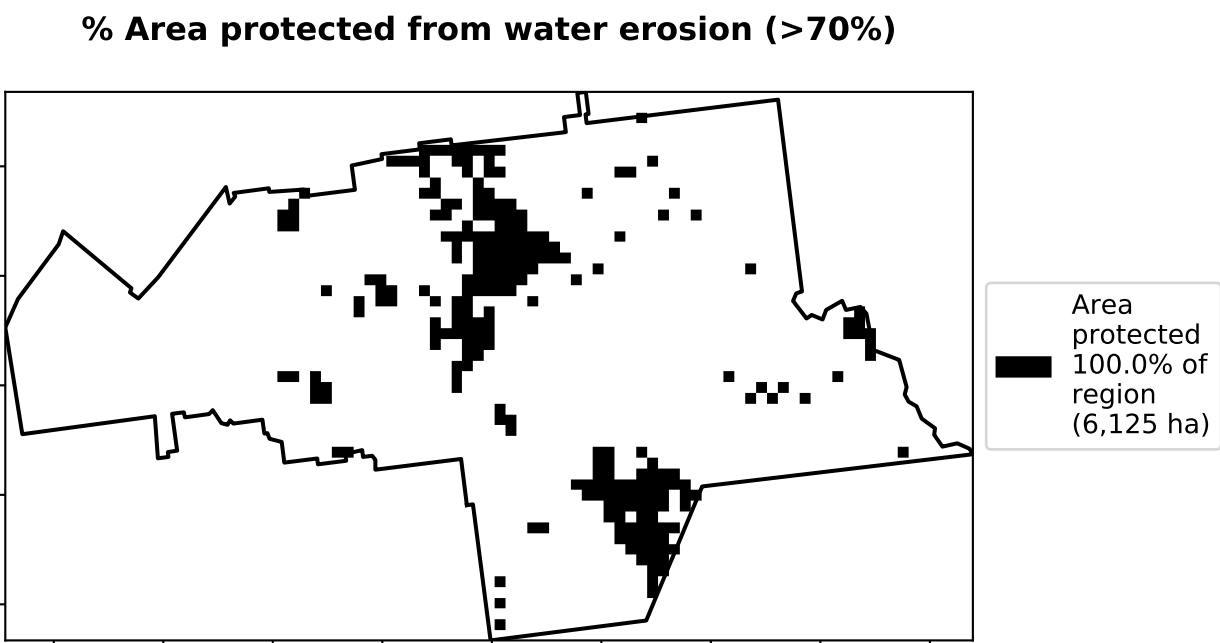 % Area protected from water erosion (>70%)
Area
protected
100.0% of
region
(6,125 ha)